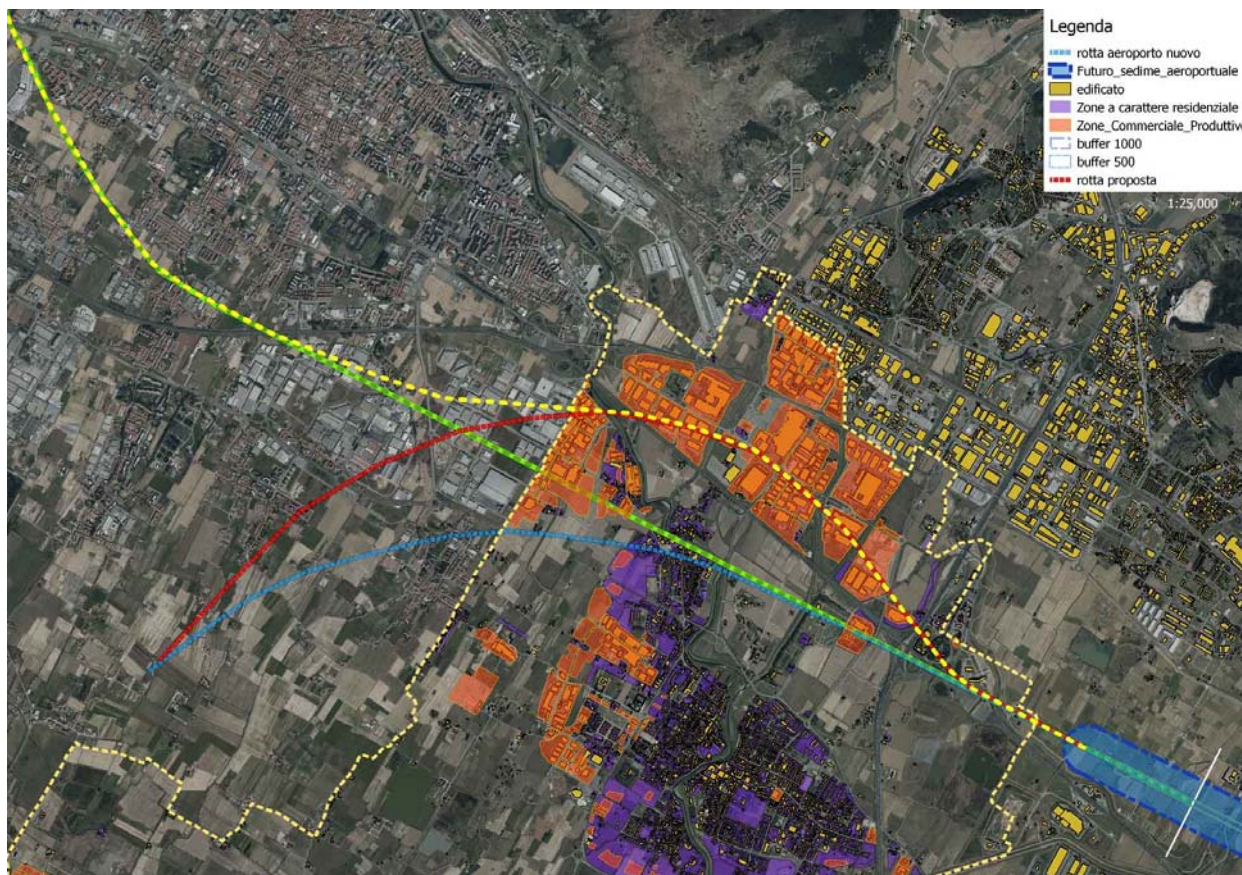 Legenda
rotta aeroporto nuovo
Futuro_sedime_aeroportuale
edificato
Zone a carattere residenziale
Zone_Commerciale_Produttivo
buffer 1000
buffer 500
rotta proposta
1:25,000